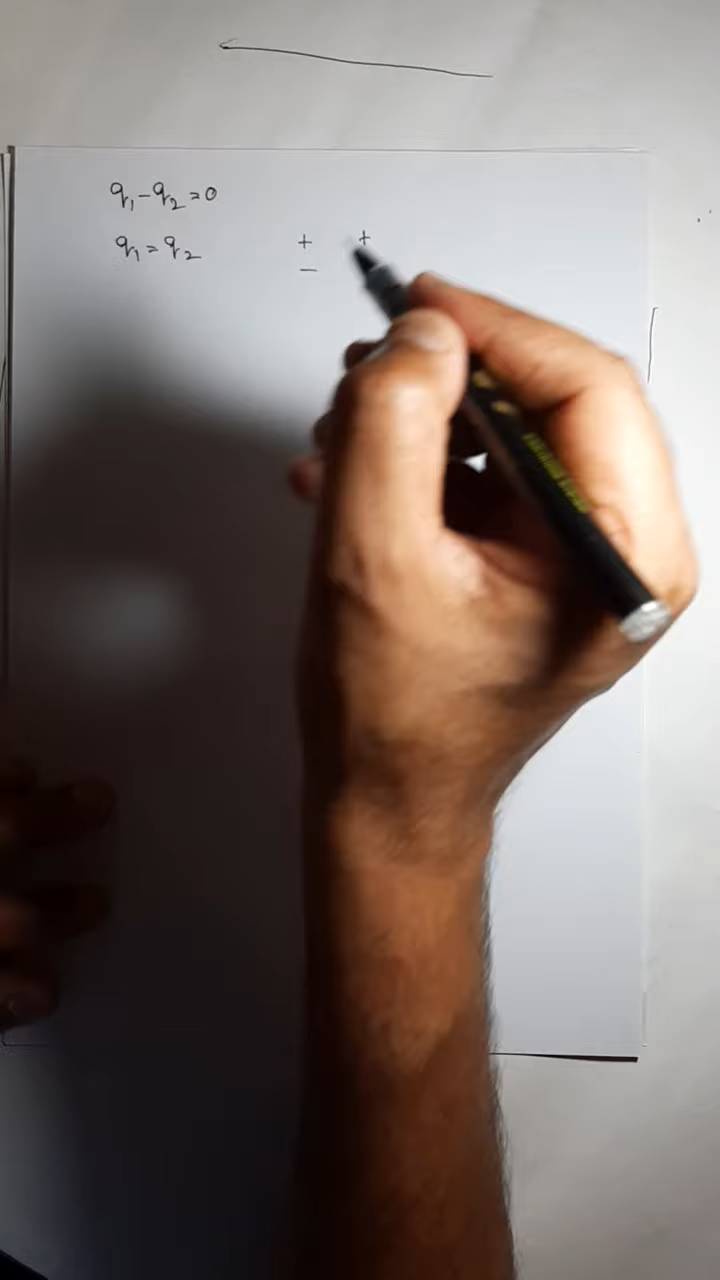 q₁-q₂=0
q₁=q₂ + +
−